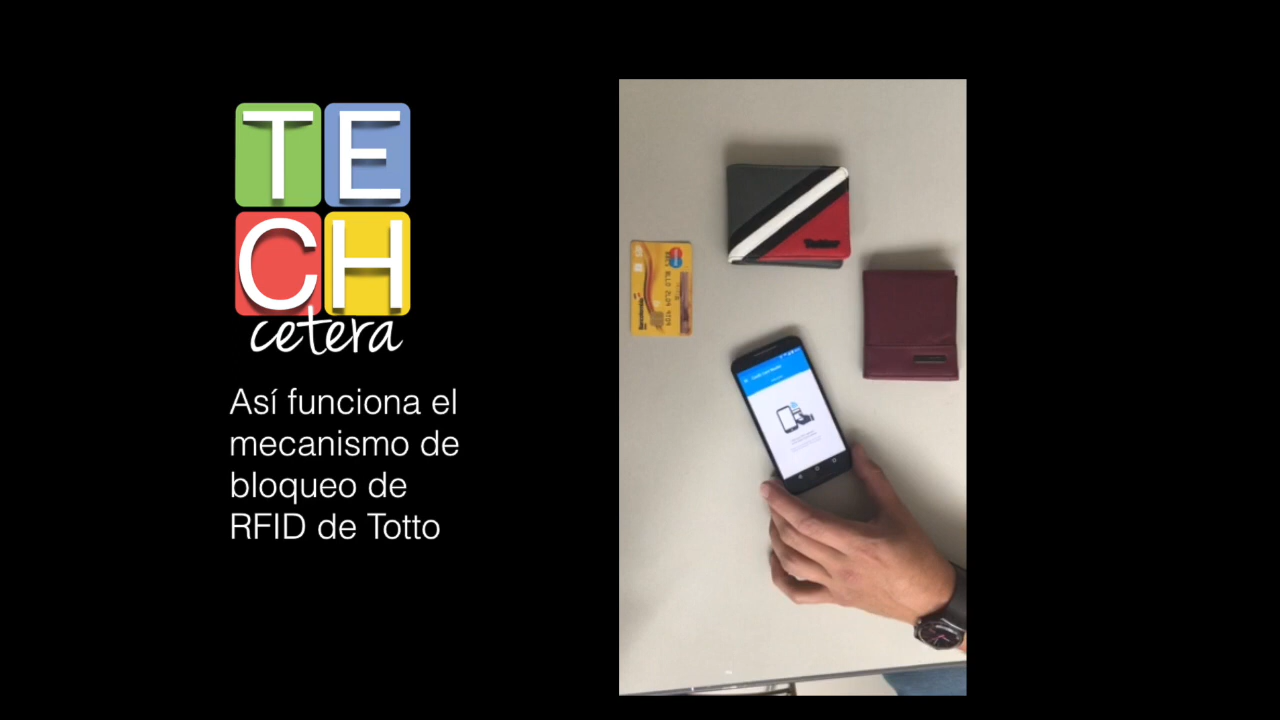 TE
CH
cetera
Así funciona el
mecanismo de
bloqueo de
RFID de Totto